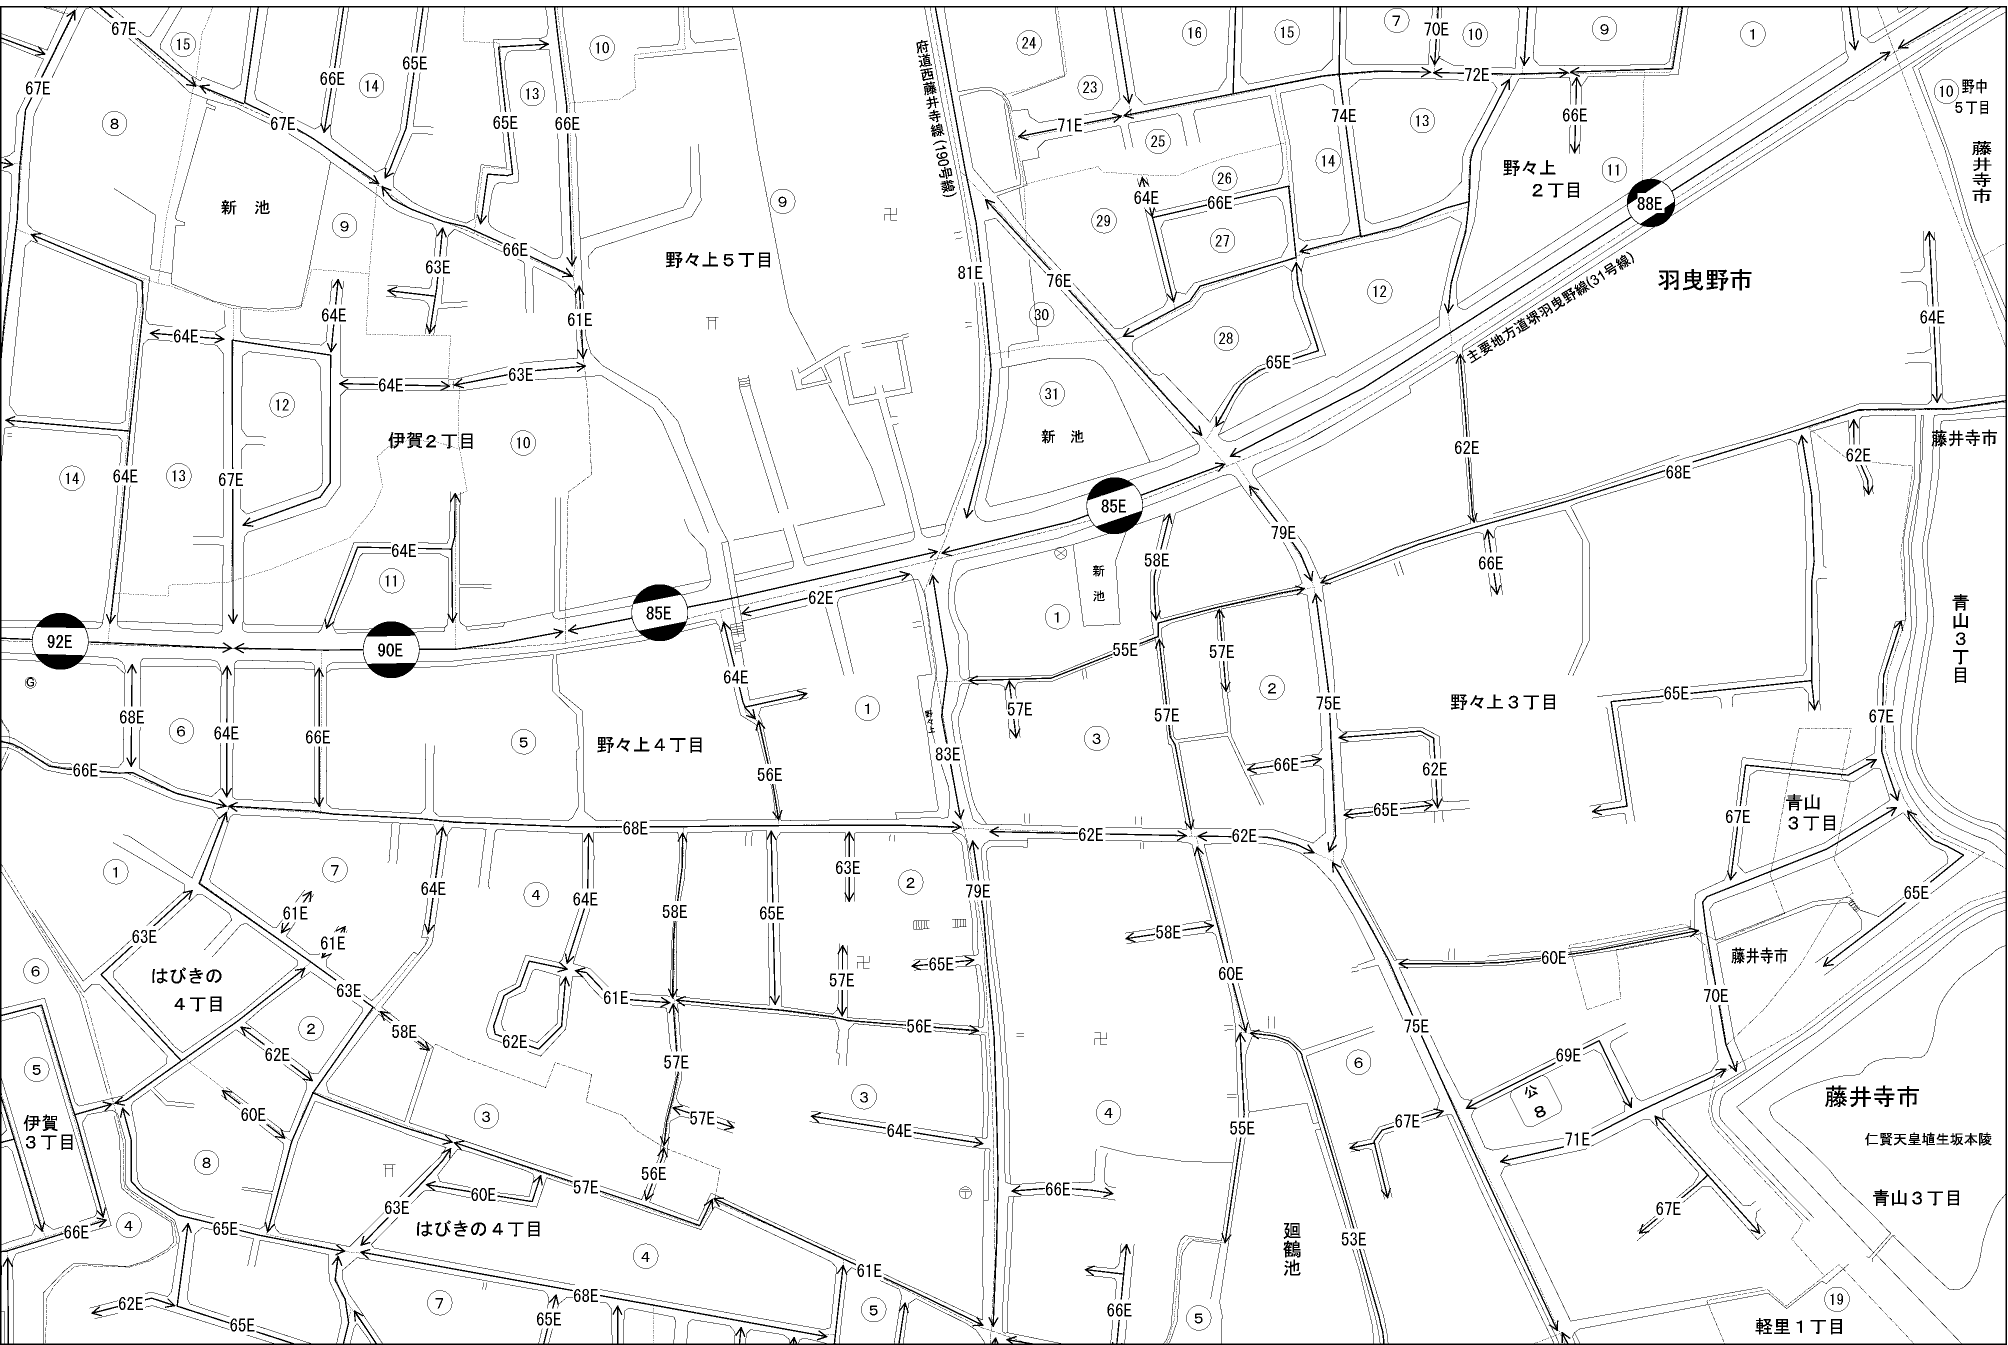 67E
15
66E
65E
14
10
13
府道西藤井寺線(190号線)
24
16
15
7
70E
10
9
1
67E
8
67E
65E
66E
23
71E
25
72E
74E
13
66E
10
野中
5丁目
藤井寺市
14
野々上
2丁目
11
88E
新 池
9
9
64E
26
66E
29
27
63E
66E
野々上5丁目
81E
76E
12
羽曳野市
主要地方道堺羽曳野線(31号線)
64E
64E
61E
30
28
64E
64E
63E
65E
12
31
新 池
伊賀2丁目
10
62E
68E
62E
藤井寺市
14
64E
13
67E
85E
79E
64E
11
58E
新池
66E
85E
62E
1
青山3丁目
92E
90E
55E
57E
G
64E
57E
2
75E
野々上3丁目
65E
68E
6
64E
66E
5
野々上4丁目
1
野々上
57E
3
67E
66E
56E
83E
66E
62E
65E
67E
青山
3丁目
68E
62E
62E
1
7
64E
4
64E
58E
65E
63E
2
79E
65E
61E
63E
61E
58E
6
はびきの
4丁目
63E
65E
57E
60E
60E
藤井寺市
61E
70E
2
58E
62E
56E
75E
62E
57E
69E
5
6
60E
3
57E
3
4
公
8
藤井寺市
伊賀
3丁目
64E
55E
67E
71E
仁賢天皇埴生坂本陵
8
56E
60E
57E
66E
青山3丁目
63E
67E
4
66E
65E
はびきの4丁目
廻鶴池
53E
4
61E
62E
68E
7
65E
65E
5
66E
5
19
軽里1丁目